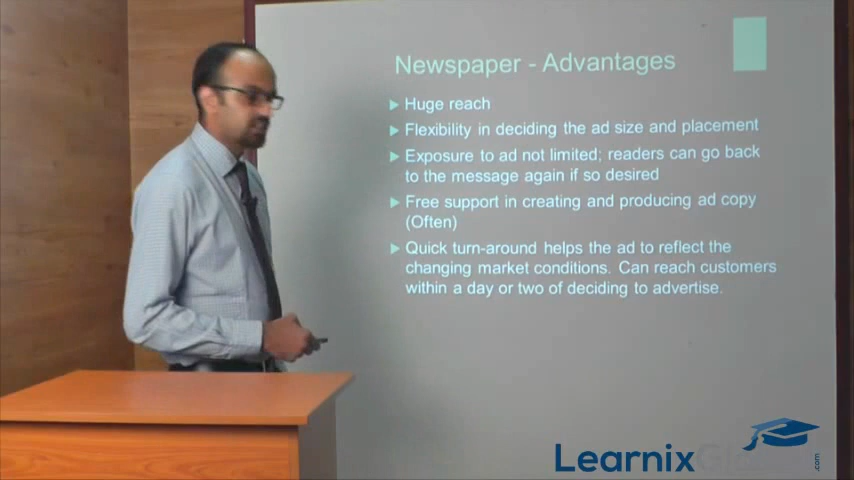 Newspaper - Advantages
Huge reach
Flexibility in deciding the ad size and placement
Exposure to ad not limited; readers can go back
to the message again if so desired
Free support in creating and producing ad copy
(Often)
Quick turn-around helps the ad to reflect the
changing market conditions. Can reach customers
within a day or two of deciding to advertise.
Learnix
.com